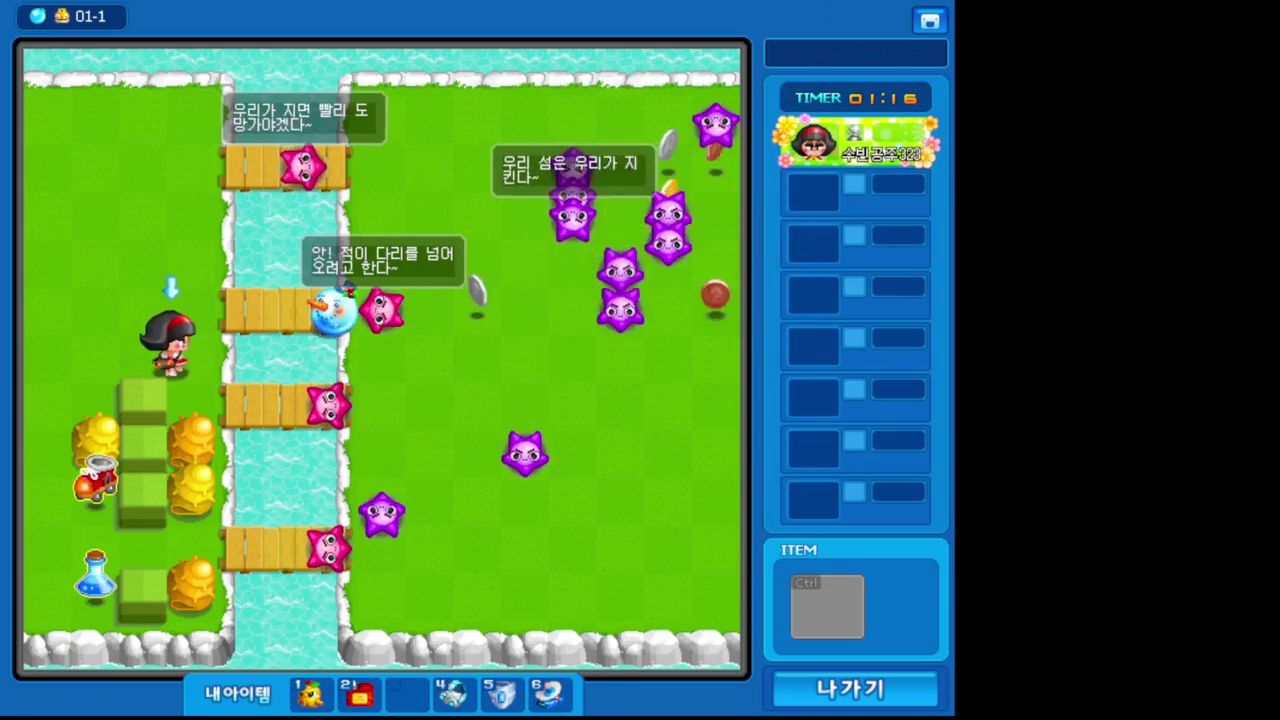 01-1
우리가 지면 빨리 도
망가야겠다~
우리 섬은 우리가 지
킨다~
앗! 적이 다리를 넘어
오려고 한다~
TIMER 01:16
수빈공주023
ITEM
Ctrl
내아이템
1
2
4
5
6
나가기